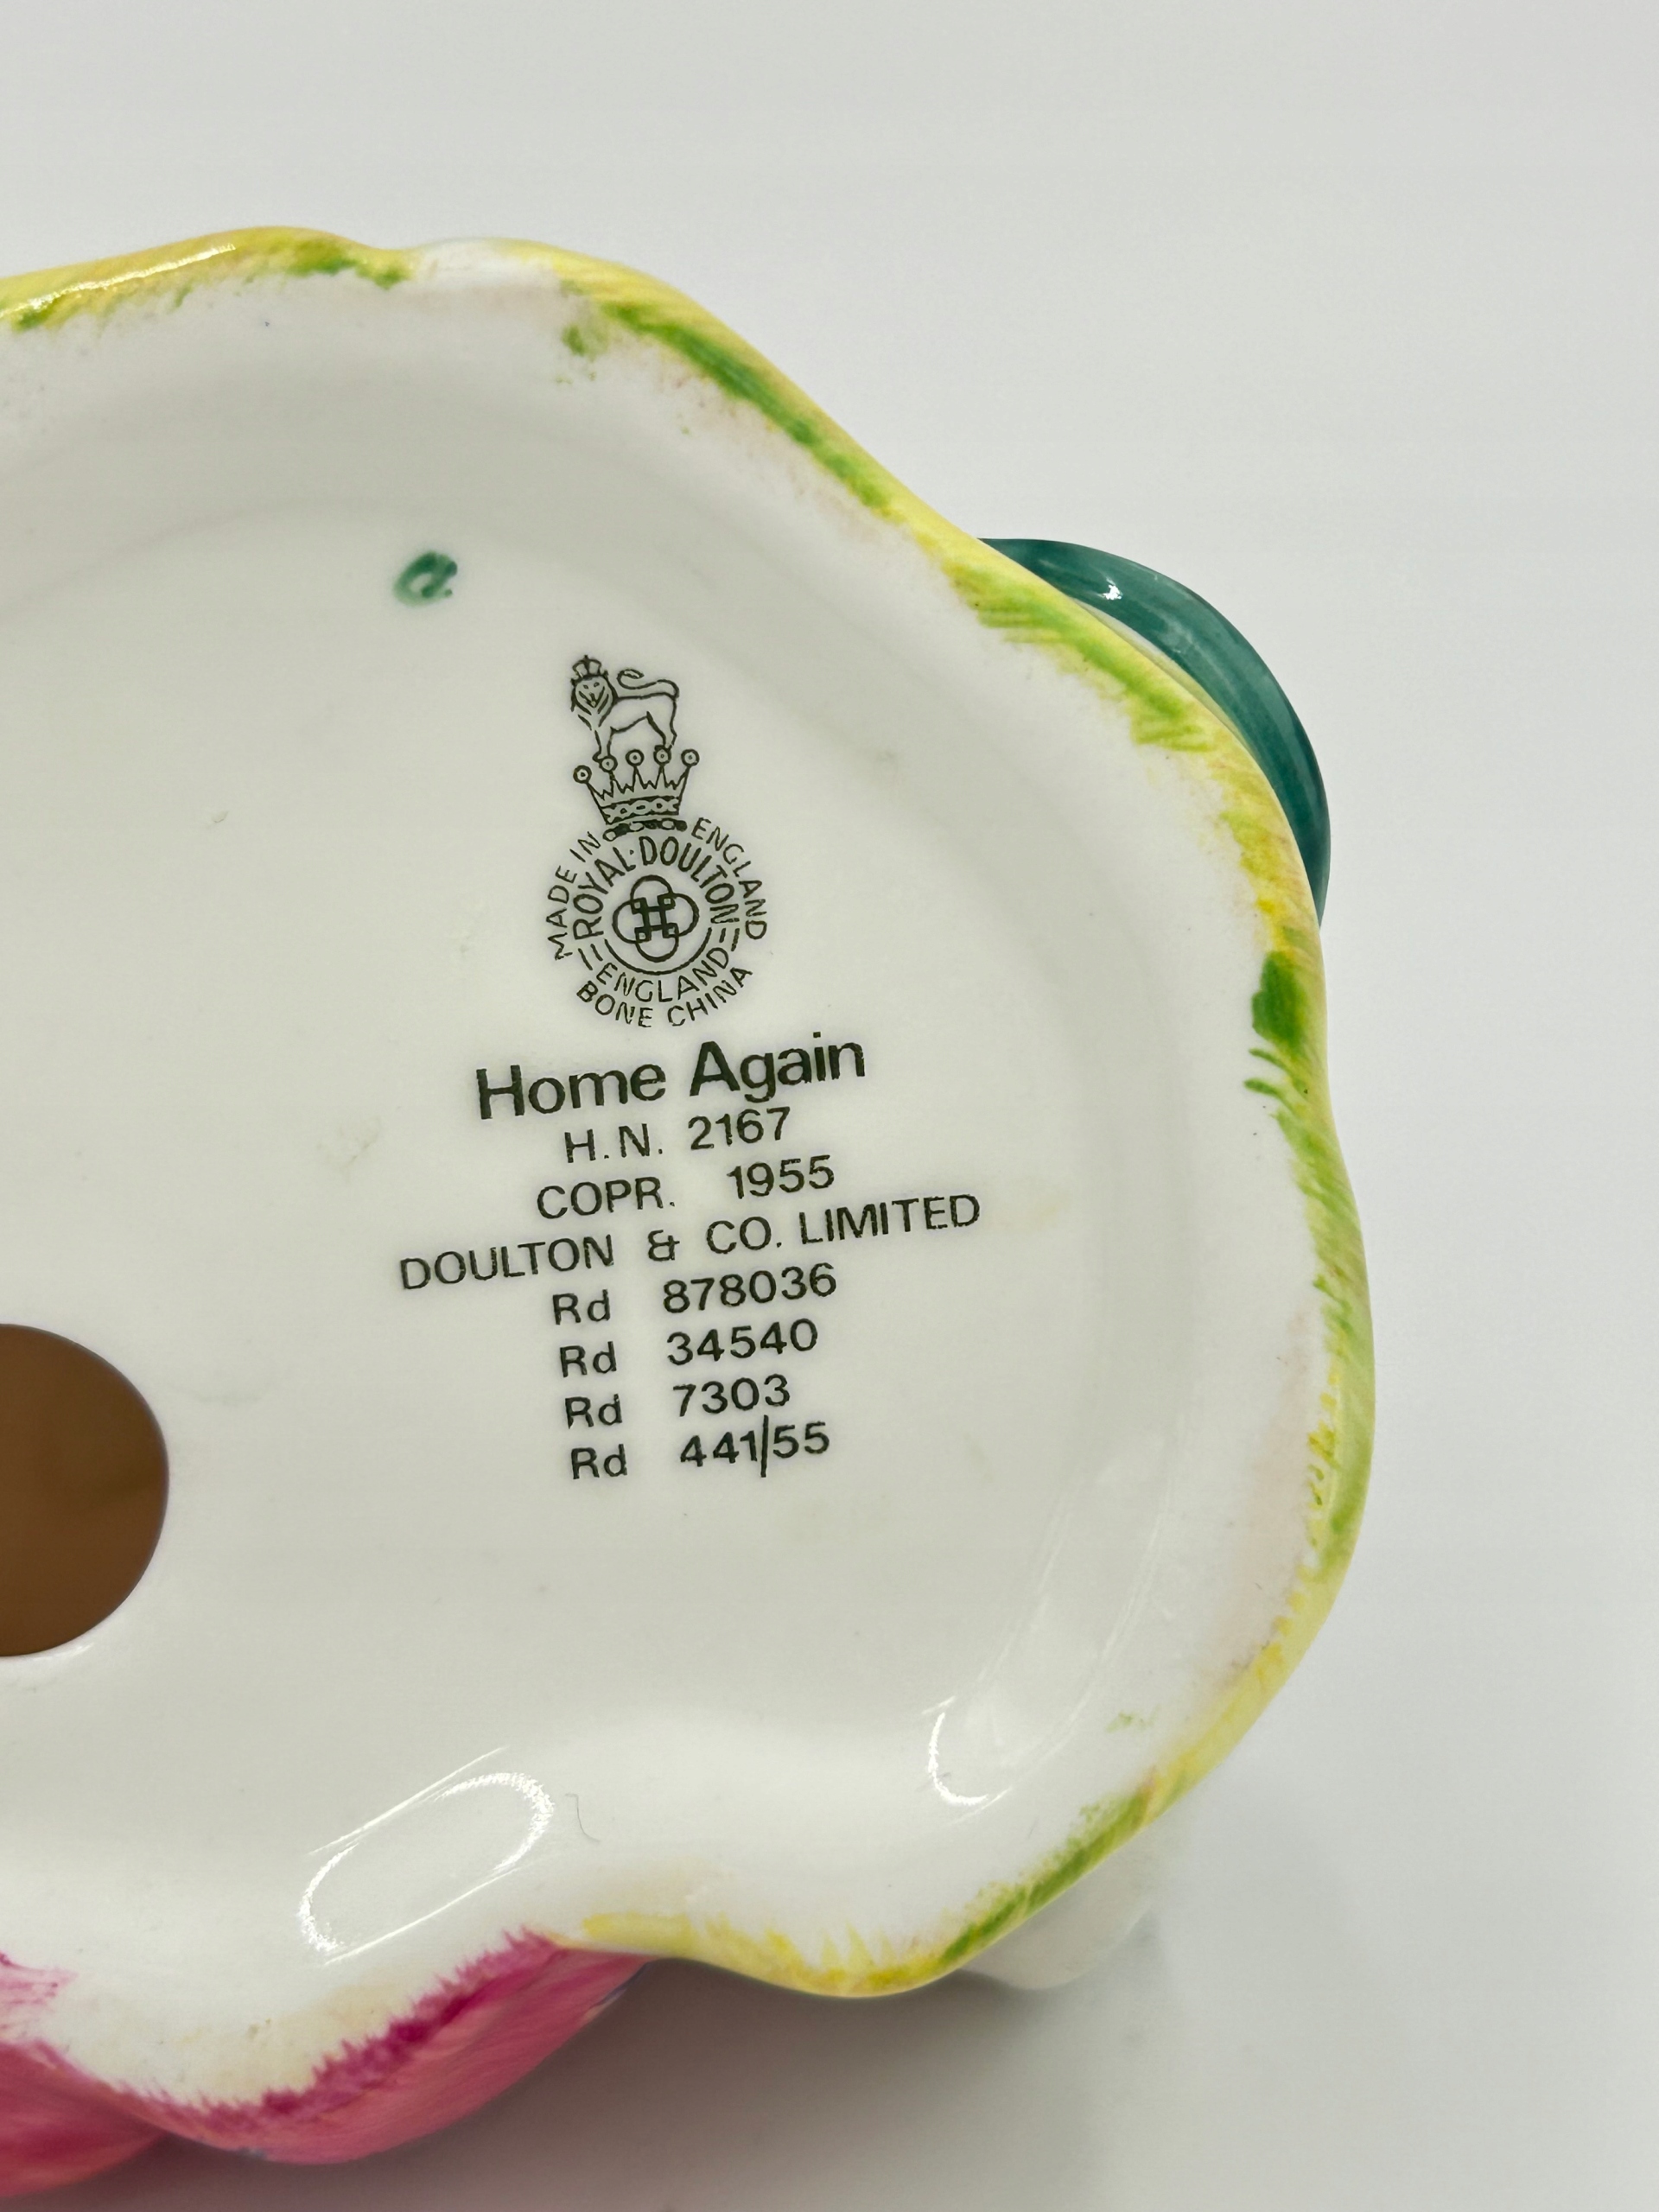 a
MADE IN ENGLAND
ROYAL·DOULTON
ENGLAND
BONE CHINA
Home Again
H.N. 2167
COPR. 1955
DOULTON & CO. LIMITED
Rd 878036
Rd 34540
Rd 7303
Rd 441/55